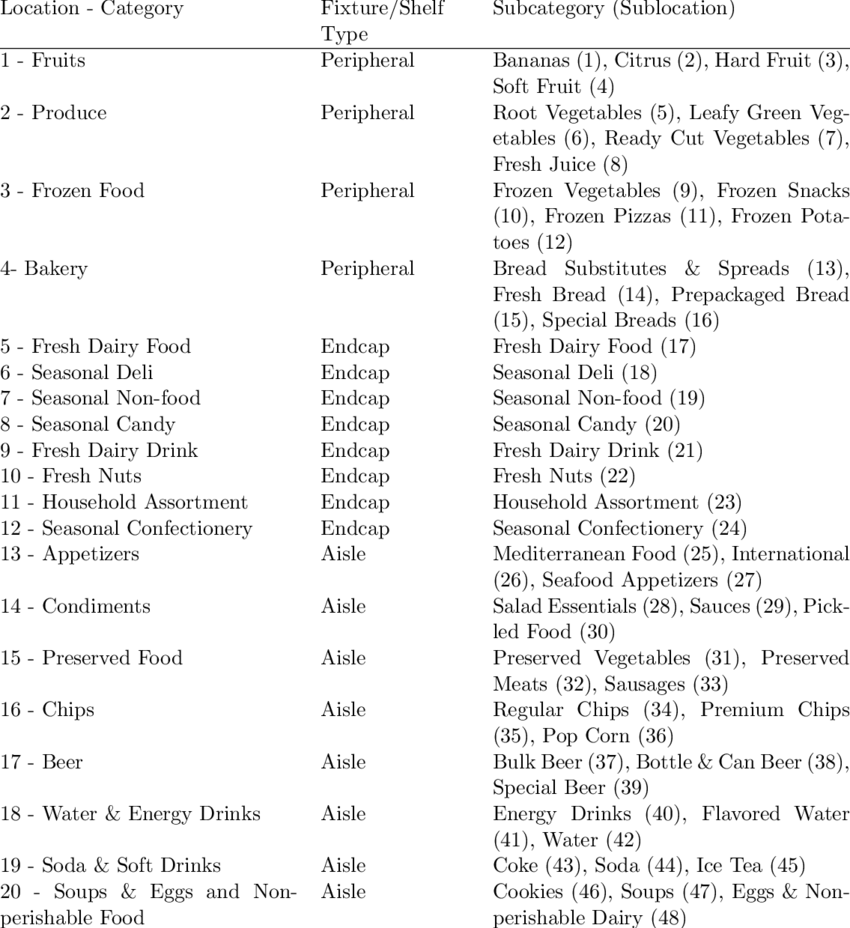 Location - Category Fixture/Shelf Subcategory (Sublocation)
Type
1 - Fruits Peripheral Bananas (1), Citrus (2), Hard Fruit (3),
Soft Fruit (4)
2 - Produce Peripheral Root Vegetables (5), Leafy Green Veg-
etables (6), Ready Cut Vegetables (7),
Fresh Juice (8)
3 - Frozen Food Peripheral Frozen Vegetables (9), Frozen Snacks
(10), Frozen Pizzas (11), Frozen Pota-
toes (12)
4- Bakery Peripheral Bread Substitutes & Spreads (13),
Fresh Bread (14), Prepackaged Bread
(15), Special Breads (16)
5 - Fresh Dairy Food Endcap Fresh Dairy Food (17)
6 - Seasonal Deli Endcap Seasonal Deli (18)
7 - Seasonal Non-food Endcap Seasonal Non-food (19)
8 - Seasonal Candy Endcap Seasonal Candy (20)
9 - Fresh Dairy Drink Endcap Fresh Dairy Drink (21)
10 - Fresh Nuts Endcap Fresh Nuts (22)
11 - Household Assortment Endcap Household Assortment (23)
12 - Seasonal Confectionery Endcap Seasonal Confectionery (24)
13 - Appetizers Aisle Mediterranean Food (25), International
(26), Seafood Appetizers (27)
14 - Condiments Aisle Salad Essentials (28), Sauces (29), Pick-
led Food (30)
15 - Preserved Food Aisle Preserved Vegetables (31), Preserved
Meats (32), Sausages (33)
16 - Chips Aisle Regular Chips (34), Premium Chips
(35), Pop Corn (36)
17 - Beer Aisle Bulk Beer (37), Bottle & Can Beer (38),
Special Beer (39)
18 - Water & Energy Drinks Aisle Energy Drinks (40), Flavored Water
(41), Water (42)
19 - Soda & Soft Drinks Aisle Coke (43), Soda (44), Ice Tea (45)
20 - Soups & Eggs and Non- Aisle Cookies (46), Soups (47), Eggs & Non-
perishable Food perishable Dairy (48)